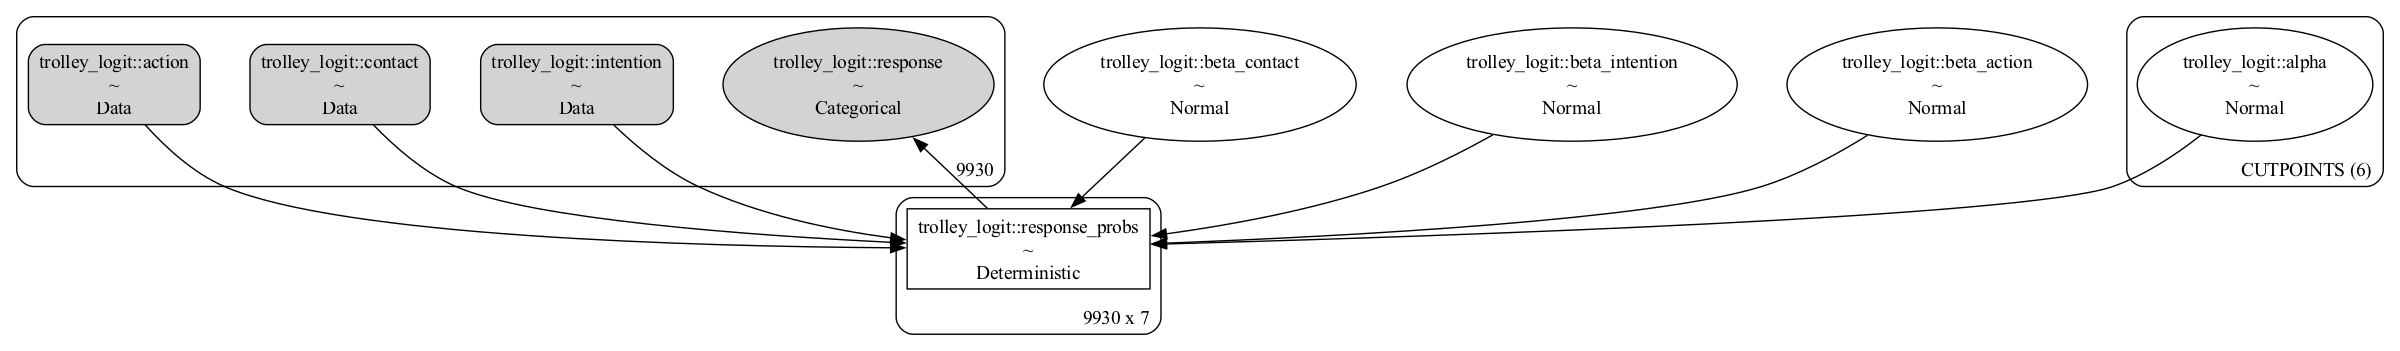 trolley_logit::action
~
Data
trolley_logit::contact
~
Data
trolley_logit::intention
~
Data
trolley_logit::response
~
Categorical
9930
trolley_logit::beta_contact
~
Normal
trolley_logit::beta_intention
~
Normal
trolley_logit::beta_action
~
Normal
trolley_logit::alpha
~
Normal
CUTPOINTS (6)
trolley_logit::response_probs
~
Deterministic
9930 x 7